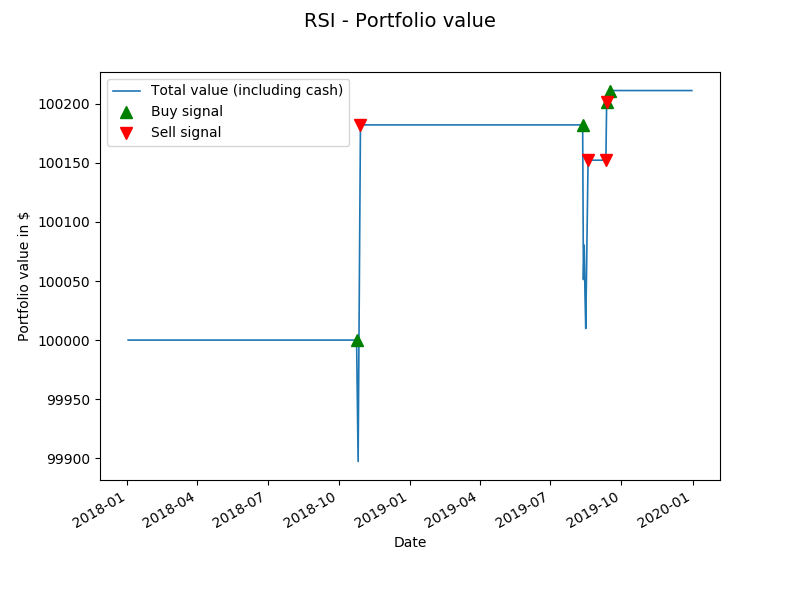 RSI - Portfolio value
Total value (including cash)
Buy signal
Sell signal
100200
100150
100100
100050
100000
99950
99900
Portfolio value in $
2018-01
2018-04
2018-07
2018-10
2019-01
2019-04
2019-07
2019-10
2020-01
Date